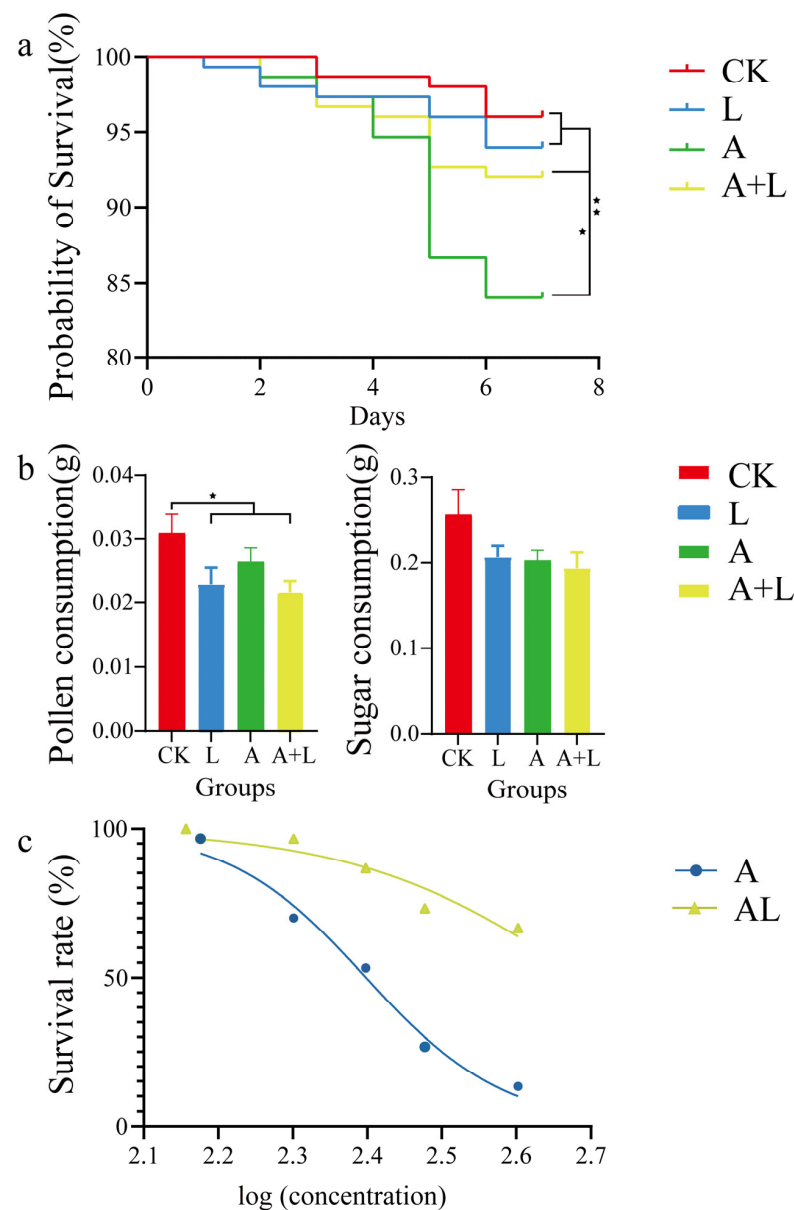 a
Probability of Survival(%)
100
95
90
85
80
0 2 4 6 8
Days
CK
L
A
A+L
b
Pollen consumption(g)
0.04
0.03
0.02
0.01
0.00
CK L A A+L
Groups
Sugar consumption(g)
0.3
0.2
0.1
0.0
CK L A A+L
Groups
CK
L
A
A+L
c
Survival rate (%)
100
50
0
2.1 2.2 2.3 2.4 2.5 2.6 2.7
log (concentration)
A
AL